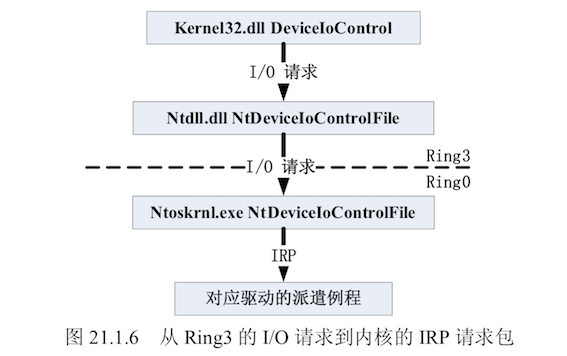 Kernel32.dll DeviceIoControl
I/O 请求
Ntdll.dll NtDeviceIoControlFile
Ring3
I/O 请求
Ring0
Ntoskrnl.exe NtDeviceIoControlFile
IRP
对应驱动的派遣例程
图 21.1.6 从 Ring3 的 I/O 请求到内核的 IRP 请求包